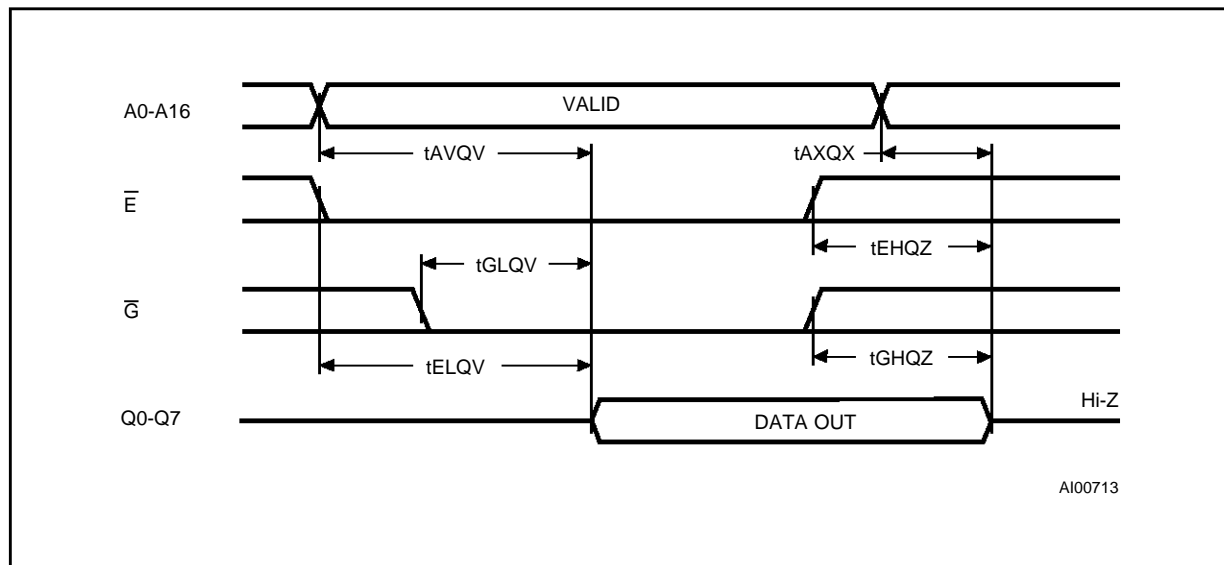 A0-A16
VALID
tAVQV
tAXQX
E̅
tEHQZ
tGLQV
G̅
tGHQZ
tELQV
Q0-Q7
DATA OUT
Hi-Z
AI00713